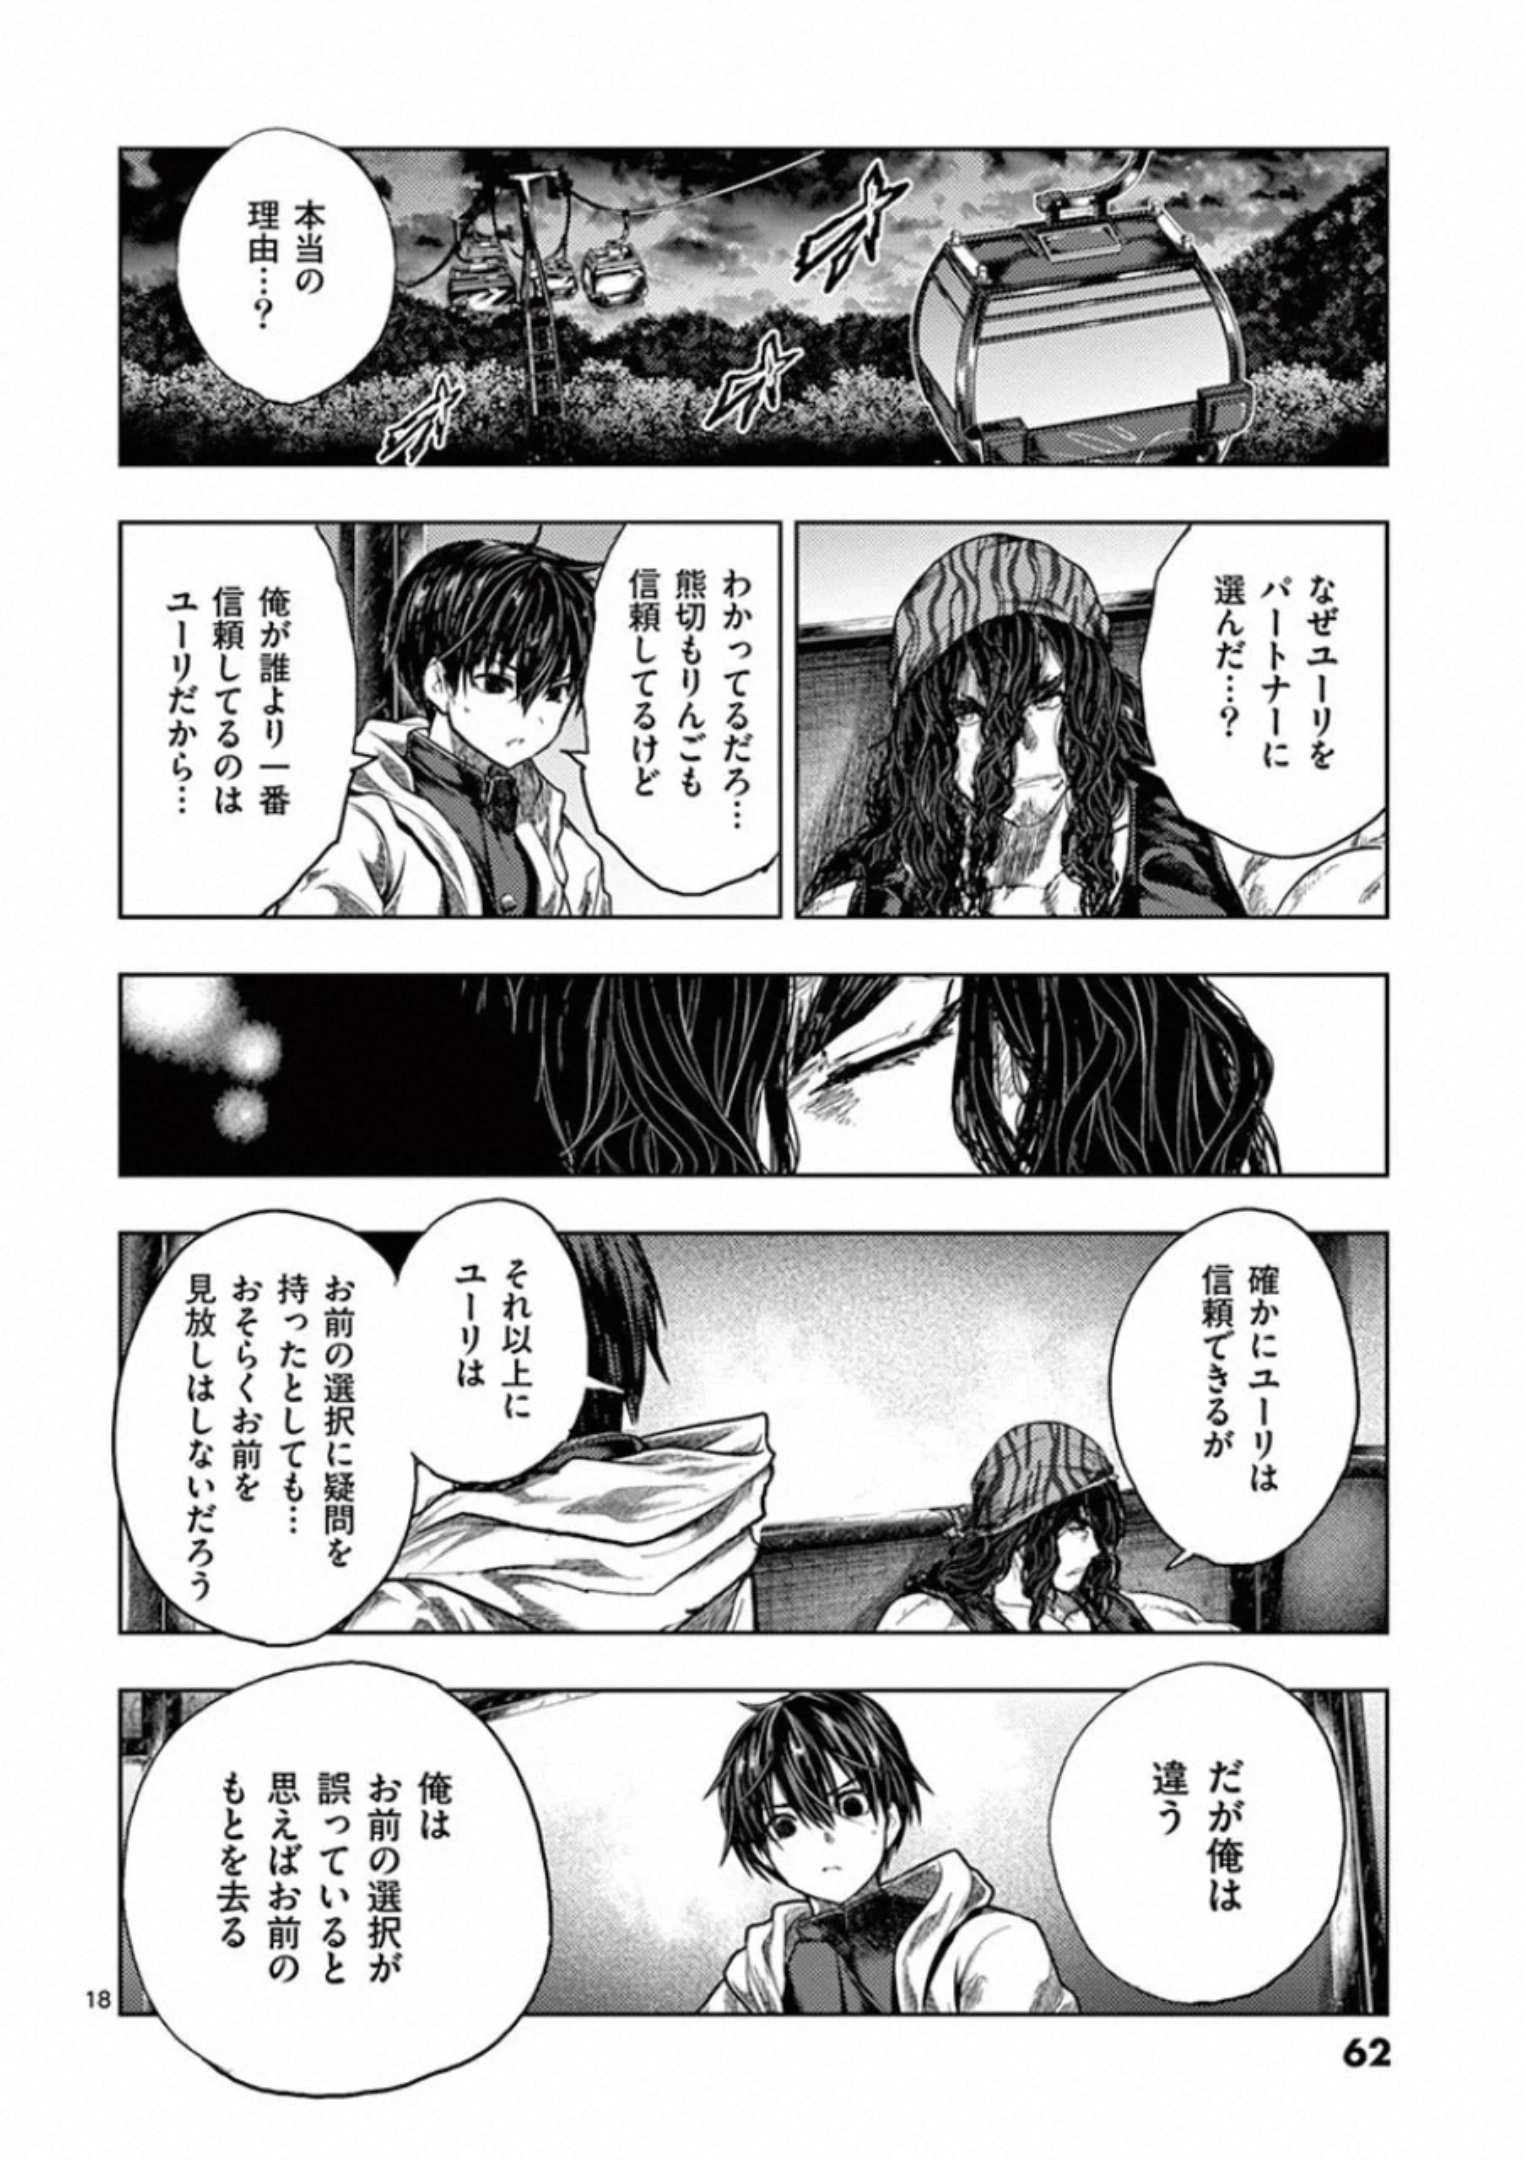 本当の
理由…?
なぜユーリを
パートナーに
選んだ…?
わかってるだろ…
熊切もりんごも
信頼してるけど
俺が誰より一番
信頼してるのは
ユーリだから…
確かにユーリは
信頼できるが
それ以上に
ユーリは
お前の選択に疑問を
持ったとしても…
おそらくお前を
見放しはしないだろう
だが俺は
違う
俺は
お前の選択が
誤っていると
思えばお前の
もとを去る
18
62